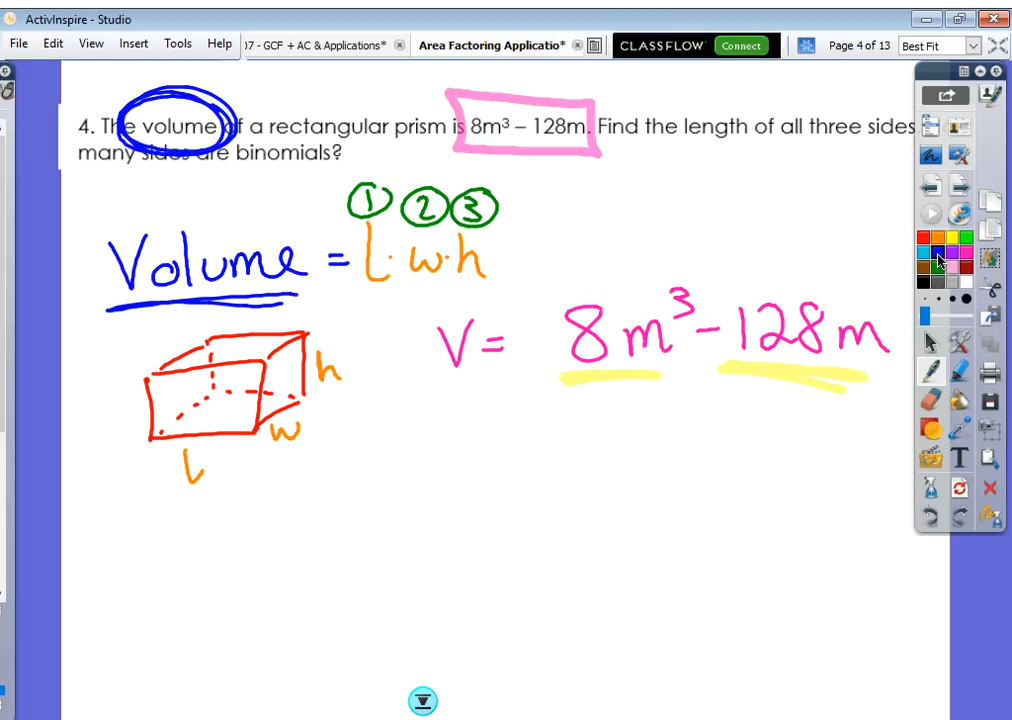 ActivInspire - Studio
File Edit View Insert Tools Help
07 - GCF + AC & Applications*
Area Factoring Applicatio*
CLASSFLOW Connect
Page 4 of 13
Best Fit
4. The volume of a rectangular prism is 8m³ – 128m. Find the length of all three sides
many sides are binomials?
1 2 3
Volume = l · w · h
V = 8m³ - 128m
h
w
l
T